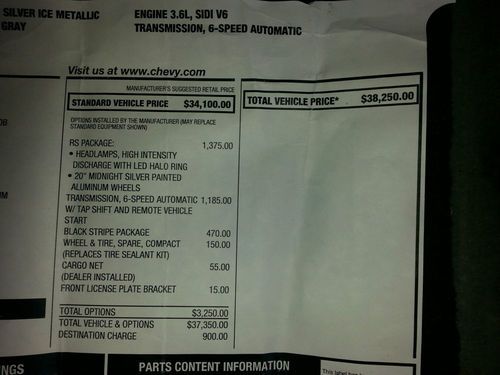 SILVER ICE METALLIC
GRAY
ENGINE 3.6L, SIDI V6
TRANSMISSION, 6-SPEED AUTOMATIC
Visit us at www.chevy.com
MANUFACTURER'S SUGGESTED RETAIL PRICE
STANDARD VEHICLE PRICE $34,100.00
OPTIONS INSTALLED BY THE MANUFACTURER (MAY REPLACE
STANDARD EQUIPMENT SHOWN)
RS PACKAGE: 1,375.00
• HEADLAMPS, HIGH INTENSITY
DISCHARGE WITH LED HALO RING
• 20" MIDNIGHT SILVER PAINTED
ALUMINUM WHEELS
TRANSMISSION, 6-SPEED AUTOMATIC 1,185.00
W/ TAP SHIFT AND REMOTE VEHICLE
START
BLACK STRIPE PACKAGE 470.00
WHEEL & TIRE, SPARE, COMPACT 150.00
(REPLACES TIRE SEALANT KIT)
CARGO NET 55.00
(DEALER INSTALLED)
FRONT LICENSE PLATE BRACKET 15.00
TOTAL OPTIONS $3,250.00
TOTAL VEHICLE & OPTIONS $37,350.00
DESTINATION CHARGE 900.00
TOTAL VEHICLE PRICE* $38,250.00
NGS
PARTS CONTENT INFORMATION
This label has